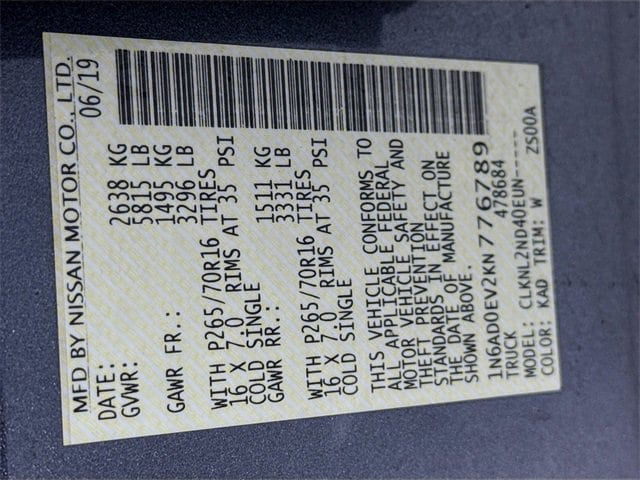 MFD BY NISSAN MOTOR CO., LTD.
DATE: 06/19
GVWR: 2638 KG
5815 LB
GAWR FR.: 1495 KG
3296 LB
WITH P265/70R16 TIRES
16 X 7.0 RIMS AT 35 PSI
COLD SINGLE
GAWR RR.: 1511 KG
3331 LB
WITH P265/70R16 TIRES
16 X 7.0 RIMS AT 35 PSI
COLD SINGLE
THIS VEHICLE CONFORMS TO
ALL APPLICABLE FEDERAL
MOTOR VEHICLE SAFETY AND
THEFT PREVENTION
STANDARDS IN EFFECT ON
THE DATE OF MANUFACTURE
SHOWN ABOVE.
1N6AD0EV2KN776789
TRUCK 478684
MODEL: CLKNL2ND40EUN-----
COLOR: KAD TRIM: W ZS00A